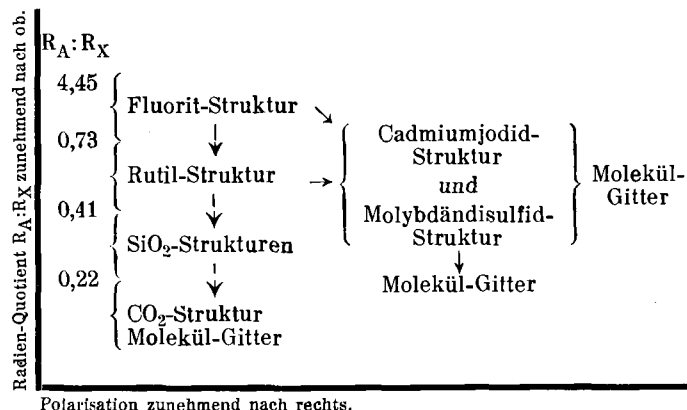 Radien-Quotient R_A:R_X zunehmend nach ob.
R_A:R_X
4,45
Fluorit-Struktur
0,73
Rutil-Struktur
0,41
SiO₂-Strukturen
0,22
CO₂-Struktur
Molekül-Gitter
Cadmiumjodid-
Struktur
und
Molybdändisulfid-
Struktur
Molekül-Gitter
Molekül-
Gitter
Polarisation zunehmend nach rechts.